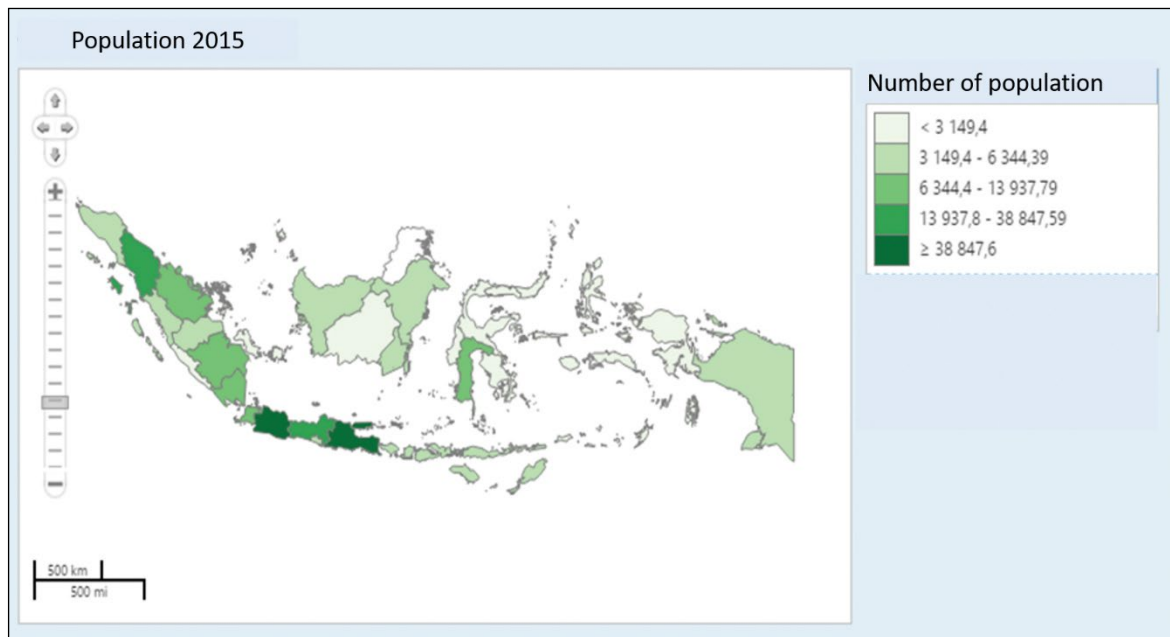 Population 2015
Number of population
< 3 149,4
3 149,4 - 6 344,39
6 344,4 - 13 937,79
13 937,8 - 38 847,59
≥ 38 847,6
500 km
500 mi